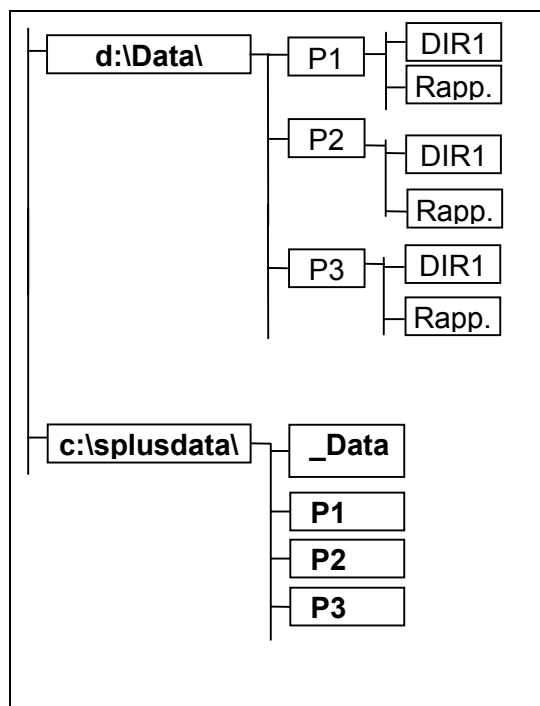 d:\Data\
P1
DIR1
Rapp.
P2
DIR1
Rapp.
P3
DIR1
Rapp.
c:\splusdata\
_Data
P1
P2
P3